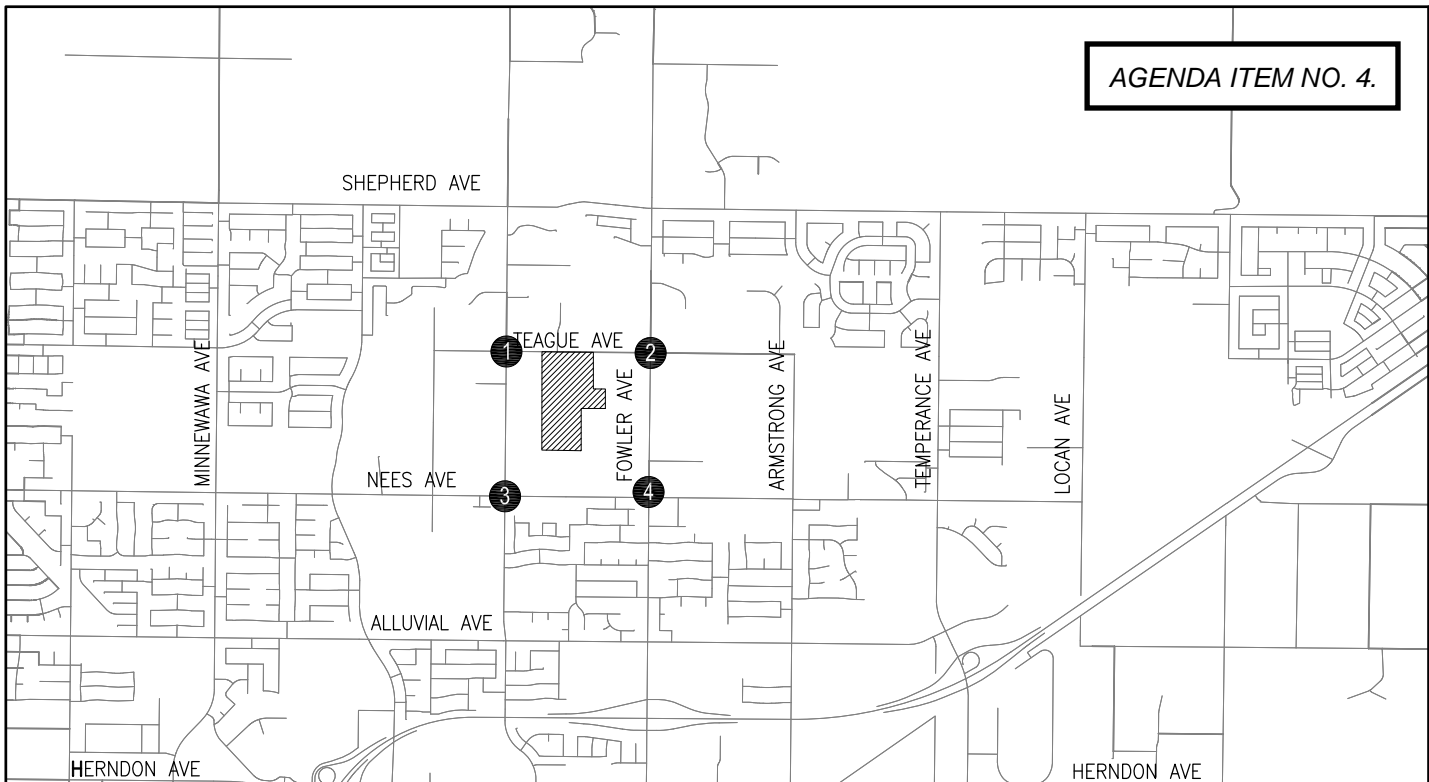 AGENDA ITEM NO. 4.
SHEPHERD AVE
1
TEAGUE AVE
2
MINNEWAWA AVE
FOWLER AVE
ARMSTRONG AVE
TEMPERANCE AVE
LOCAN AVE
NEES AVE
3
4
ALLUVIAL AVE
HERNDON AVE
HERNDON AVE